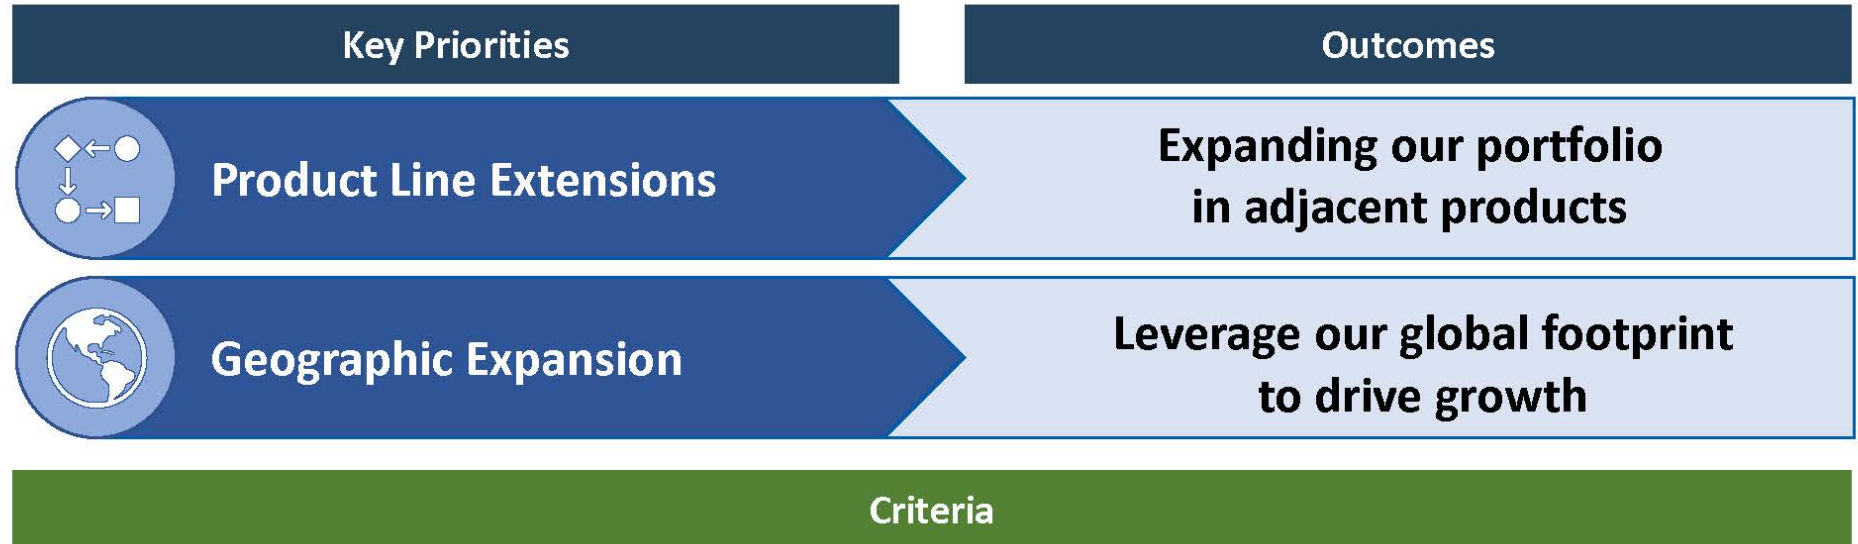 Key Priorities
Outcomes
Product Line Extensions
Expanding our portfolio
in adjacent products
Geographic Expansion
Leverage our global footprint
to drive growth
Criteria